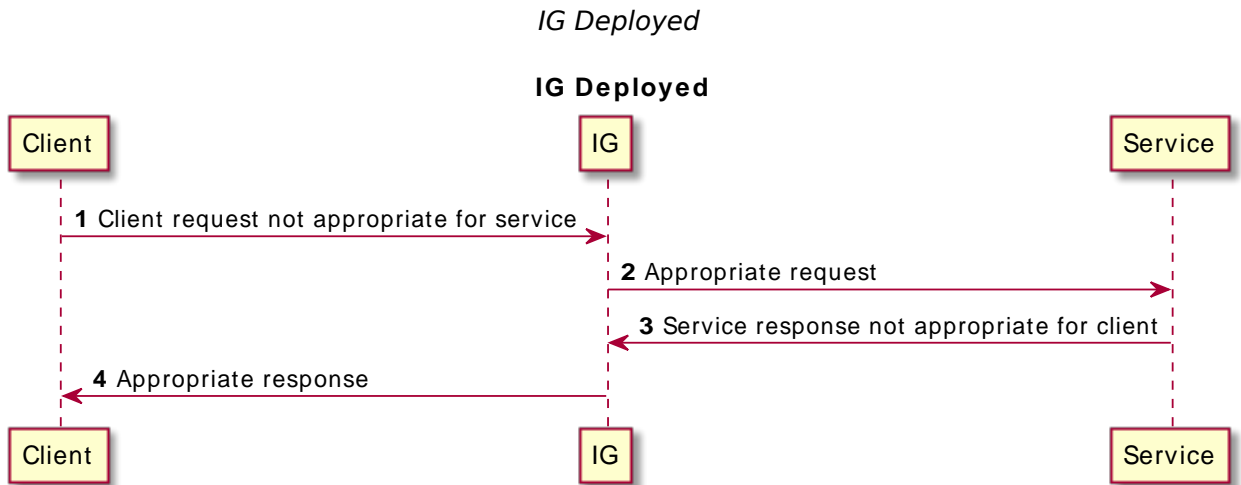 IG Deployed
IG Deployed
Client IG Service
1 Client request not appropriate for service
2 Appropriate request
3 Service response not appropriate for client
4 Appropriate response
Client IG Service